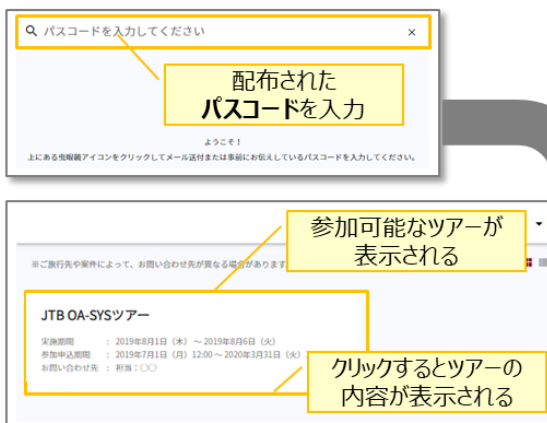 パスコードを入力してください ×
配布された
パスコードを入力
ようこそ！
上にある虫眼鏡アイコンをクリックしてメール送付または事前にお伝えしているパスコードを入力してください。
参加可能なツアーが
表示される
※ご旅行先や案件によって、お問い合わせ先が異なる場合があります
JTB OA-SYSツアー
実施期間 : 2019年8月1日（木）～2019年8月6日（火）
参加申込期間 : 2019年7月1日（月）12:00～2020年3月31日（火）
お問い合わせ先 : 担当：○○
クリックするとツアーの
内容が表示される